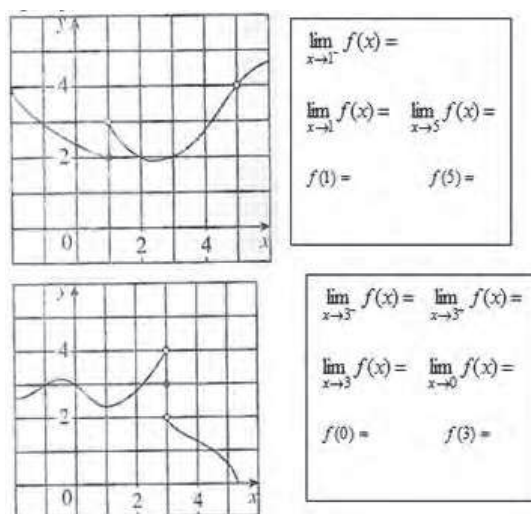 y
4
2
0
2
4
x
lim x→1⁻ f(x) =
lim x→1 f(x) = lim x→5 f(x) =
f(1) = f(5) =
y
4
2
0
2
4
x
lim x→3⁻ f(x) = lim x→3⁻ f(x) =
lim x→3 f(x) = lim x→0 f(x) =
f(0) = f(3) =